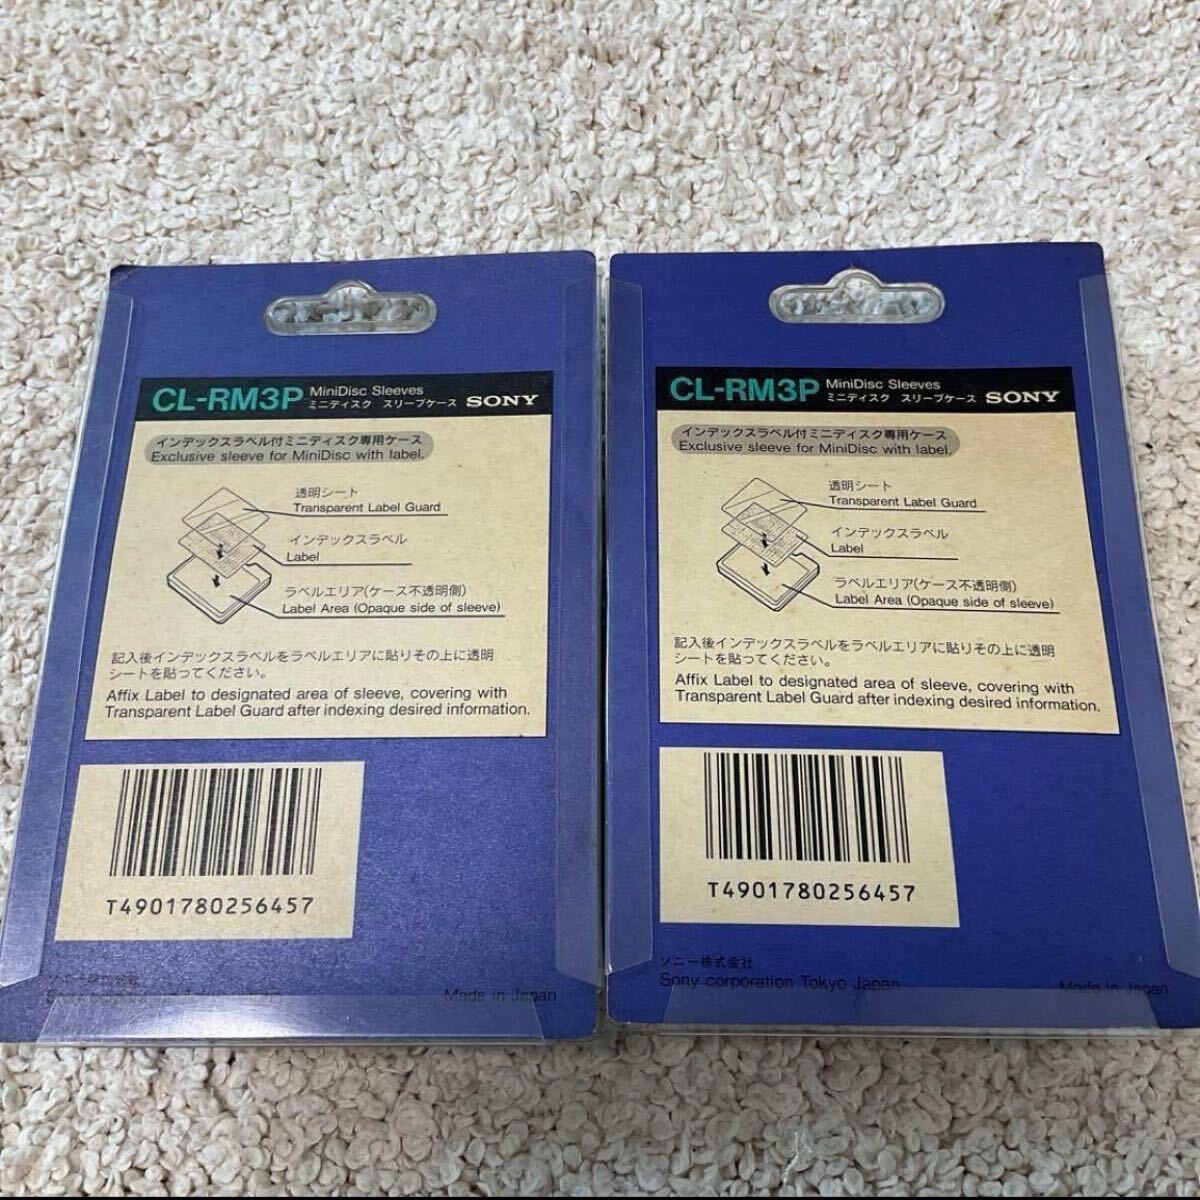 CL-RM3P MiniDisc Sleeves
ミニディスク スリーブケース SONY
インデックスラベル付ミニディスク専用ケース
Exclusive sleeve for MiniDisc with label.
透明シート
Transparent Label Guard
インデックスラベル
Label
ラベルエリア(ケース不透明側)
Label Area (Opaque side of sleeve)
記入後インデックスラベルをラベルエリアに貼りその上に透明
シートを貼ってください。
Affix Label to designated area of sleeve, covering with
Transparent Label Guard after indexing desired information.
T4901780256457
ソニー株式会社
Made in Japan
CL-RM3P MiniDisc Sleeves
ミニディスク スリーブケース SONY
インデックスラベル付ミニディスク専用ケース
Exclusive sleeve for MiniDisc with label.
透明シート
Transparent Label Guard
インデックスラベル
Label
ラベルエリア(ケース不透明側)
Label Area (Opaque side of sleeve)
記入後インデックスラベルをラベルエリアに貼りその上に透明
シートを貼ってください。
Affix Label to designated area of sleeve, covering with
Transparent Label Guard after indexing desired information.
T4901780256457
ソニー株式会社
Sony corporation Tokyo Japan
Made in Japan